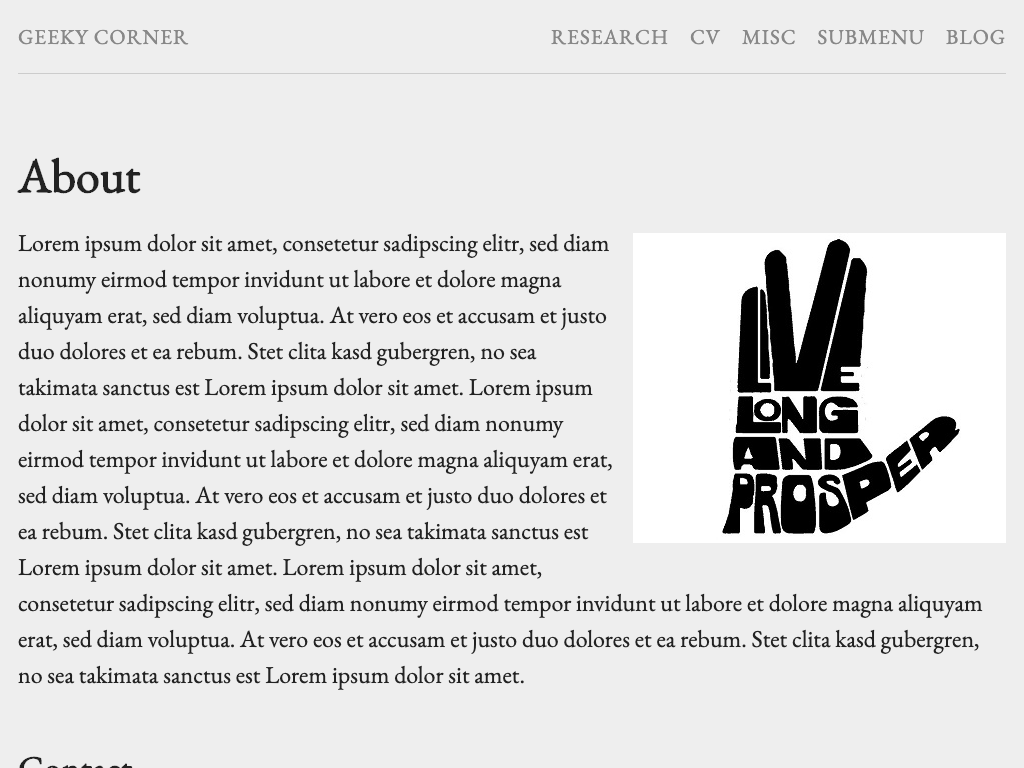 GEEKY CORNER
RESEARCH CV MISC SUBMENU BLOG
About
Lorem ipsum dolor sit amet, consetetur sadipscing elitr, sed diam
nonumy eirmod tempor invidunt ut labore et dolore magna
aliquyam erat, sed diam voluptua. At vero eos et accusam et justo
duo dolores et ea rebum. Stet clita kasd gubergren, no sea
takimata sanctus est Lorem ipsum dolor sit amet. Lorem ipsum
dolor sit amet, consetetur sadipscing elitr, sed diam nonumy
eirmod tempor invidunt ut labore et dolore magna aliquyam erat,
sed diam voluptua. At vero eos et accusam et justo duo dolores et
ea rebum. Stet clita kasd gubergren, no sea takimata sanctus est
Lorem ipsum dolor sit amet. Lorem ipsum dolor sit amet,
consetetur sadipscing elitr, sed diam nonumy eirmod tempor invidunt ut labore et dolore magna aliquyam
erat, sed diam voluptua. At vero eos et accusam et justo duo dolores et ea rebum. Stet clita kasd gubergren,
no sea takimata sanctus est Lorem ipsum dolor sit amet.
LIVE
LONG
AND
PROSPER
Contact